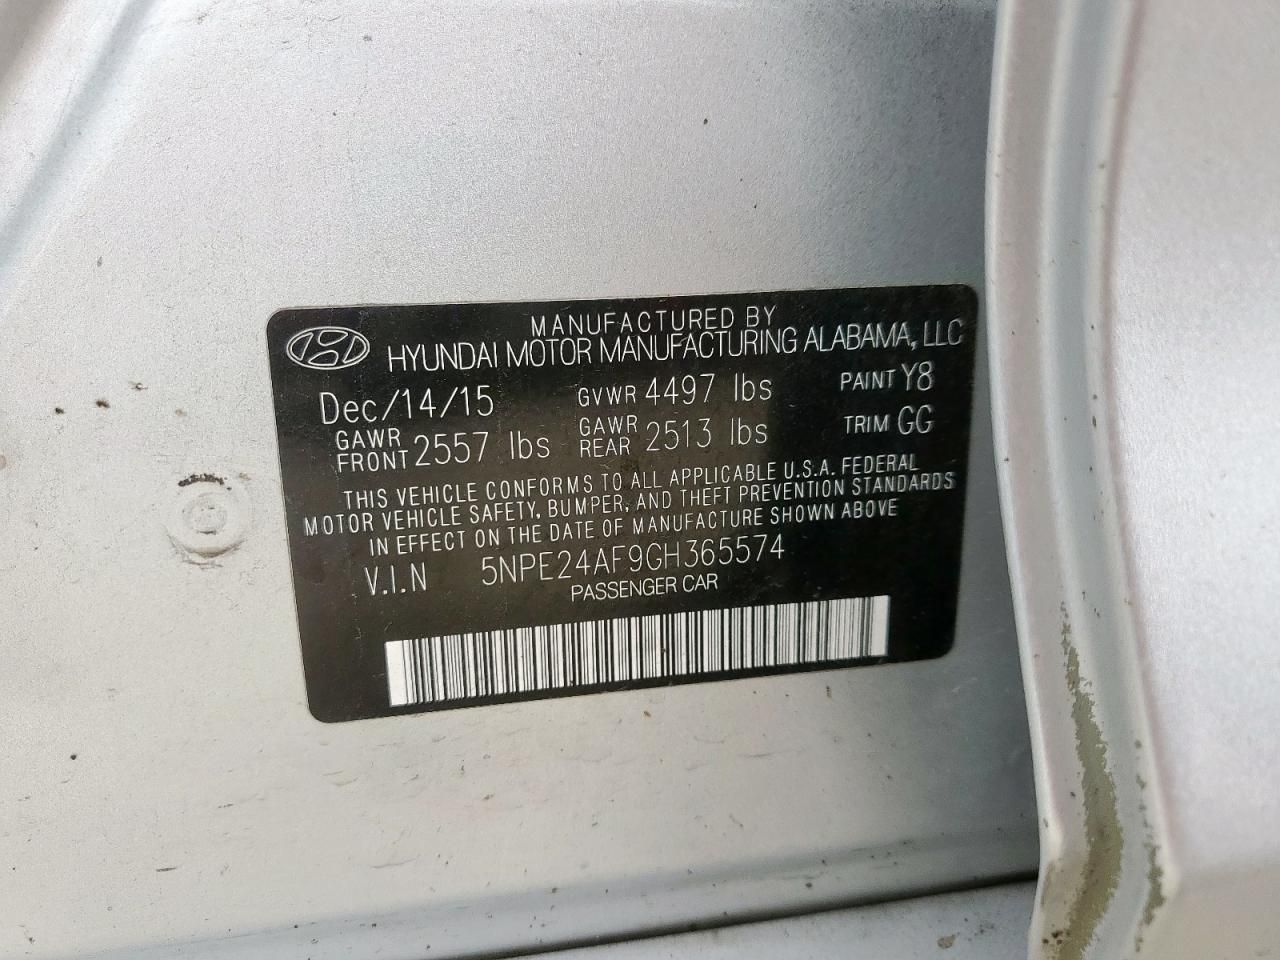 MANUFACTURED BY
HYUNDAI MOTOR MANUFACTURING ALABAMA, LLC
Dec/14/15 GVWR 4497 lbs PAINT Y8
GAWR FRONT 2557 lbs GAWR REAR 2513 lbs TRIM GG
THIS VEHICLE CONFORMS TO ALL APPLICABLE U.S.A. FEDERAL
MOTOR VEHICLE SAFETY, BUMPER, AND THEFT PREVENTION STANDARDS
IN EFFECT ON THE DATE OF MANUFACTURE SHOWN ABOVE
V.I.N 5NPE24AF9GH365574
PASSENGER CAR